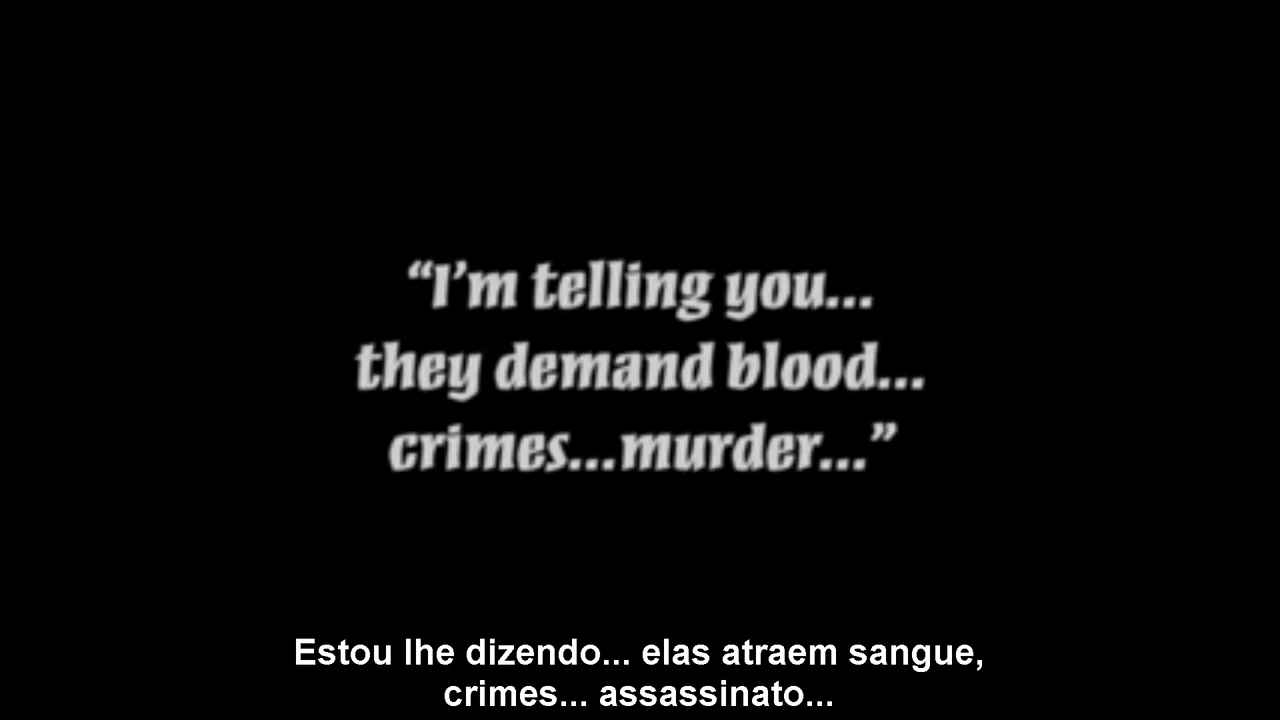 “I’m telling you...
they demand blood...
crimes...murder...”
Estou lhe dizendo... elas atraem sangue,
crimes... assassinato...